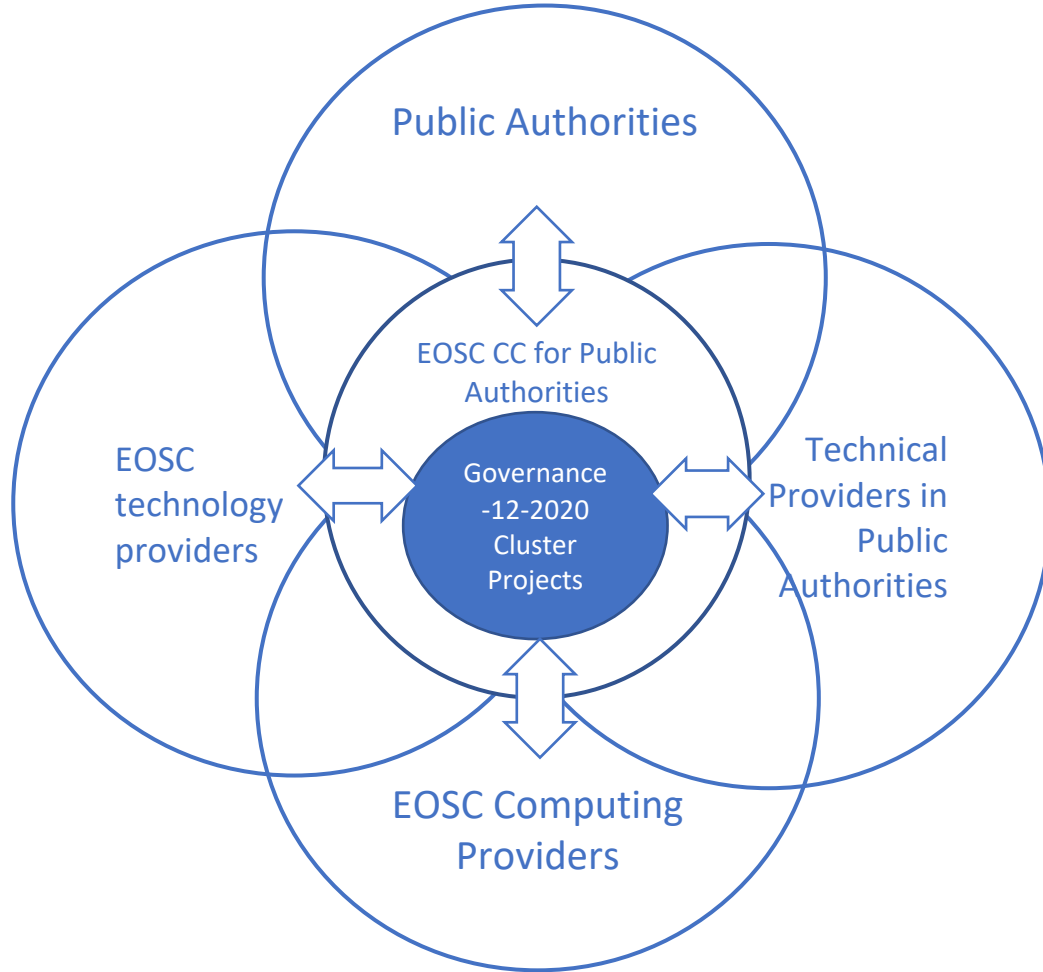 Public Authorities
EOSC CC for Public
Authorities
EOSC
technology
providers
Governance
-12-2020
Cluster
Projects
Technical
Providers in
Public
Authorities
EOSC Computing
Providers